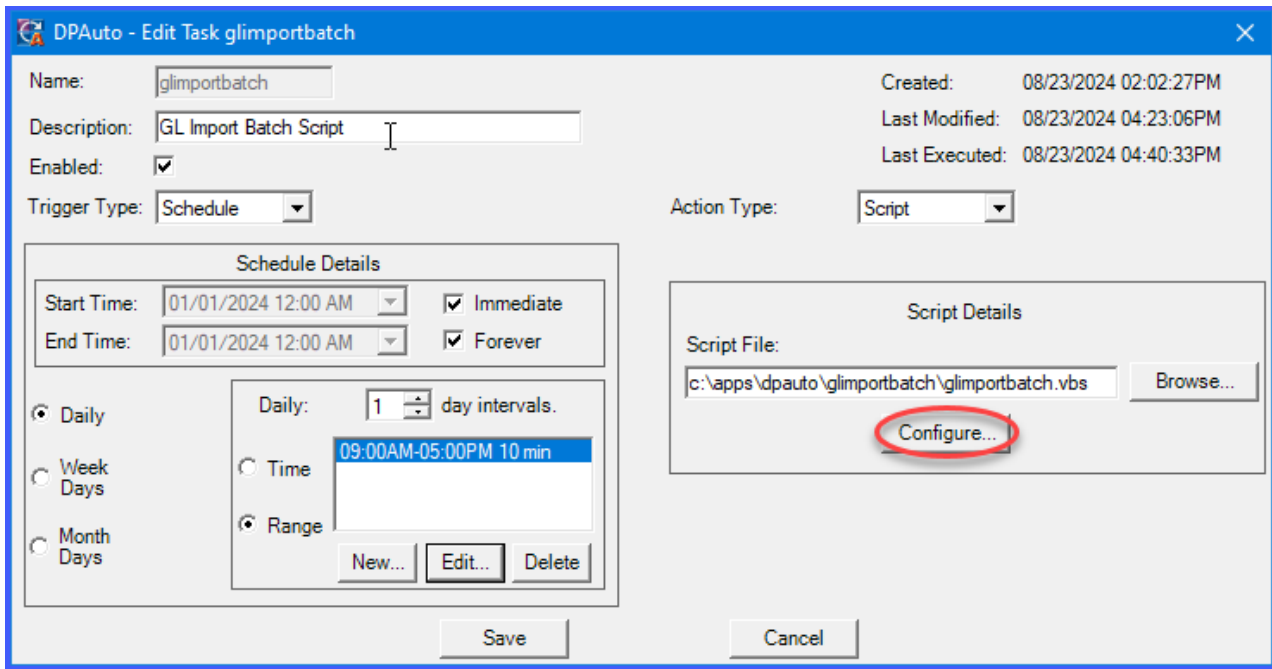 DPAuto - Edit Task glimportbatch
Name: glimportbatch
Created: 08/23/2024 02:02:27PM
Description: GL Import Batch Script
Last Modified: 08/23/2024 04:23:06PM
Enabled:
Last Executed: 08/23/2024 04:40:33PM
Trigger Type: Schedule
Action Type: Script
Schedule Details
Start Time: 01/01/2024 12:00 AM Immediate
End Time: 01/01/2024 12:00 AM Forever
Daily
Week
Days
Month
Days
Daily: 1 day intervals.
Time
Range
09:00AM-05:00PM 10 min
New... Edit... Delete
Script Details
Script File:
c:\apps\dpauto\glimportbatch\glimportbatch.vbs Browse...
Configure...
Save Cancel